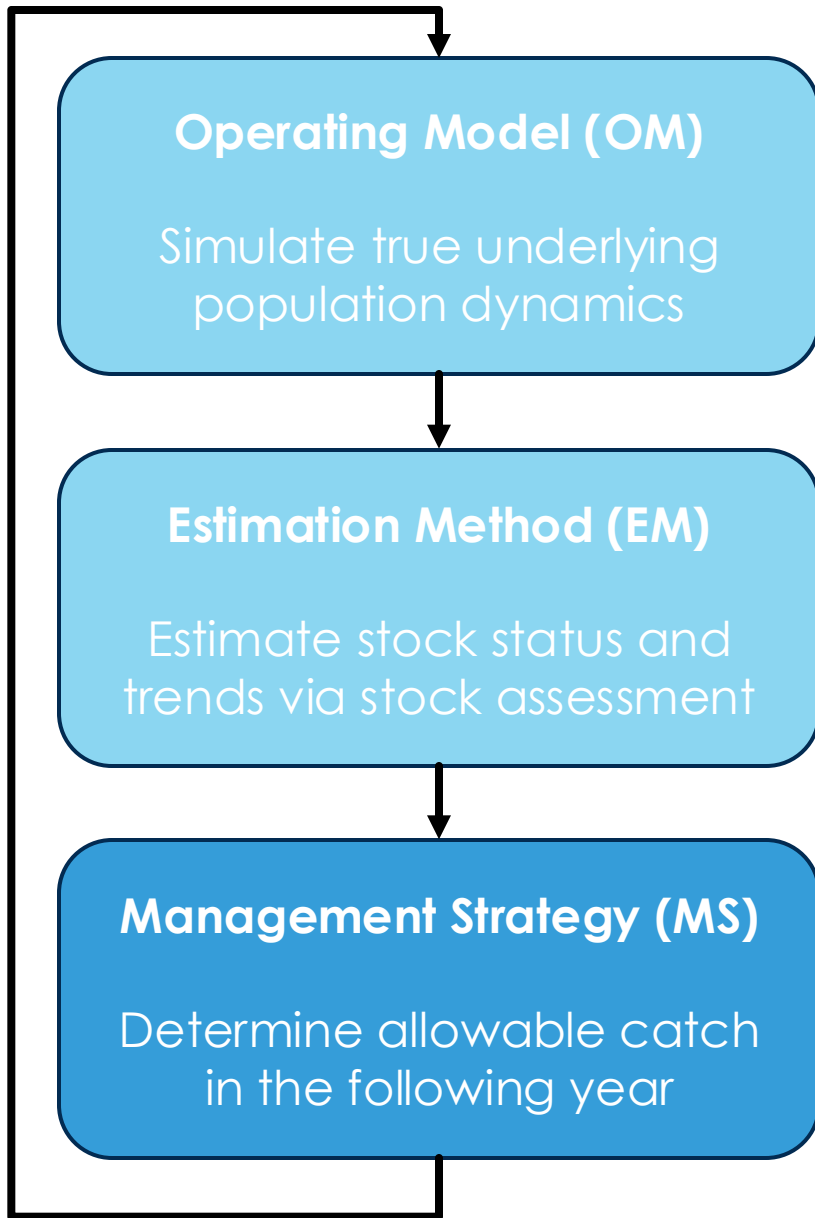 Operating Model (OM)
Simulate true underlying
population dynamics
Estimation Method (EM)
Estimate stock status and
trends via stock assessment
Management Strategy (MS)
Determine allowable catch
in the following year